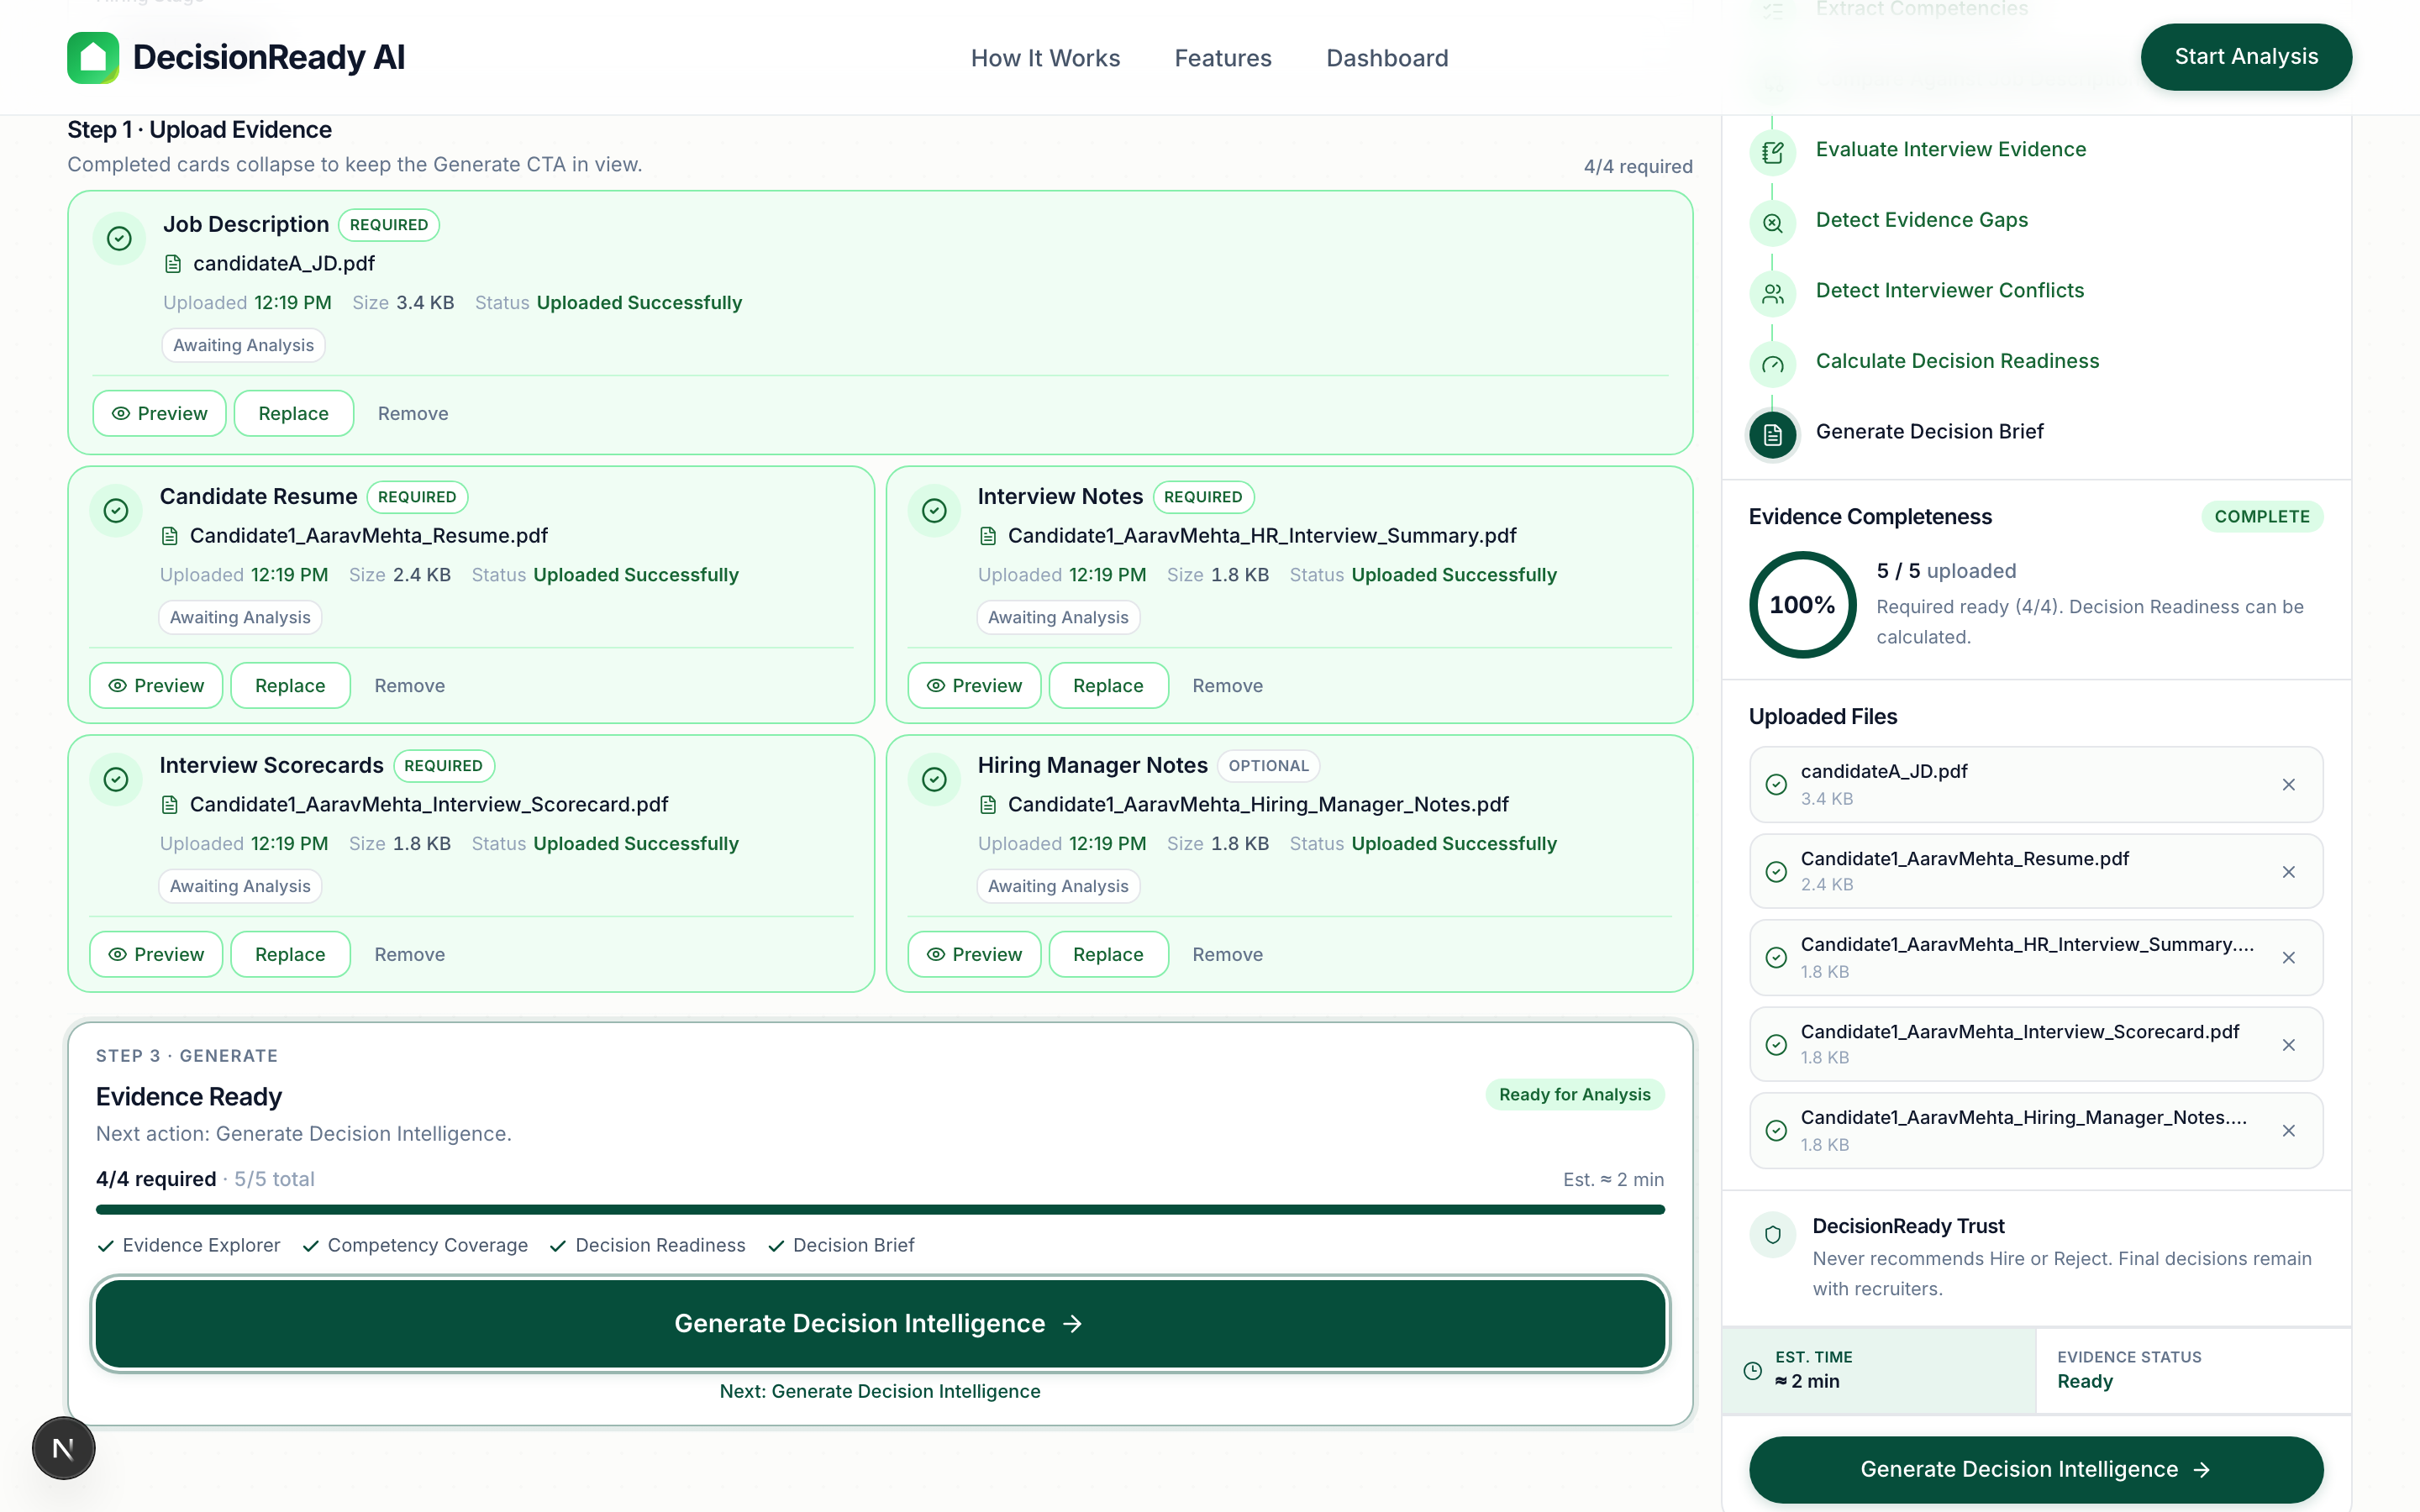 Hiring Stage
DecisionReady AI
How It Works
Features
Dashboard
Start Analysis
Step 1 · Upload Evidence
Completed cards collapse to keep the Generate CTA in view.
4/4 required
Job Description REQUIRED
candidateA_JD.pdf
Uploaded 12:19 PM Size 3.4 KB Status Uploaded Successfully
Awaiting Analysis
Preview Replace Remove
Candidate Resume REQUIRED
Candidate1_AaravMehta_Resume.pdf
Uploaded 12:19 PM Size 2.4 KB Status Uploaded Successfully
Awaiting Analysis
Preview Replace Remove
Interview Notes REQUIRED
Candidate1_AaravMehta_HR_Interview_Summary.pdf
Uploaded 12:19 PM Size 1.8 KB Status Uploaded Successfully
Awaiting Analysis
Preview Replace Remove
Interview Scorecards REQUIRED
Candidate1_AaravMehta_Interview_Scorecard.pdf
Uploaded 12:19 PM Size 1.8 KB Status Uploaded Successfully
Awaiting Analysis
Preview Replace Remove
Hiring Manager Notes OPTIONAL
Candidate1_AaravMehta_Hiring_Manager_Notes.pdf
Uploaded 12:19 PM Size 1.8 KB Status Uploaded Successfully
Awaiting Analysis
Preview Replace Remove
STEP 3 · GENERATE
Evidence Ready
Ready for Analysis
Next action: Generate Decision Intelligence.
4/4 required · 5/5 total
Est. ≈ 2 min
Evidence Explorer Competency Coverage Decision Readiness Decision Brief
Generate Decision Intelligence →
Next: Generate Decision Intelligence
N
Extract Competencies
Evaluate Interview Evidence
Detect Evidence Gaps
Detect Interviewer Conflicts
Calculate Decision Readiness
Generate Decision Brief
Evidence Completeness
COMPLETE
100%
5 / 5 uploaded
Required ready (4/4). Decision Readiness can be
calculated.
Uploaded Files
candidateA_JD.pdf
3.4 KB
Candidate1_AaravMehta_Resume.pdf
2.4 KB
Candidate1_AaravMehta_HR_Interview_Summary....
1.8 KB
Candidate1_AaravMehta_Interview_Scorecard.pdf
1.8 KB
Candidate1_AaravMehta_Hiring_Manager_Notes....
1.8 KB
DecisionReady Trust
Never recommends Hire or Reject. Final decisions remain
with recruiters.
EST. TIME
≈ 2 min
EVIDENCE STATUS
Ready
Generate Decision Intelligence →